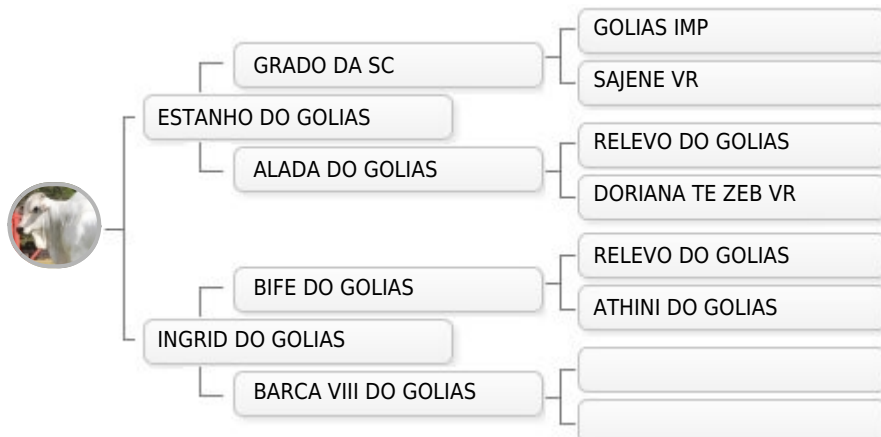 GOLIAS IMP
GRADO DA SC
SAJENE VR
ESTANHO DO GOLIAS
RELEVO DO GOLIAS
ALADA DO GOLIAS
DORIANA TE ZEB VR
RELEVO DO GOLIAS
BIFE DO GOLIAS
ATHINI DO GOLIAS
INGRID DO GOLIAS
BARCA VIII DO GOLIAS